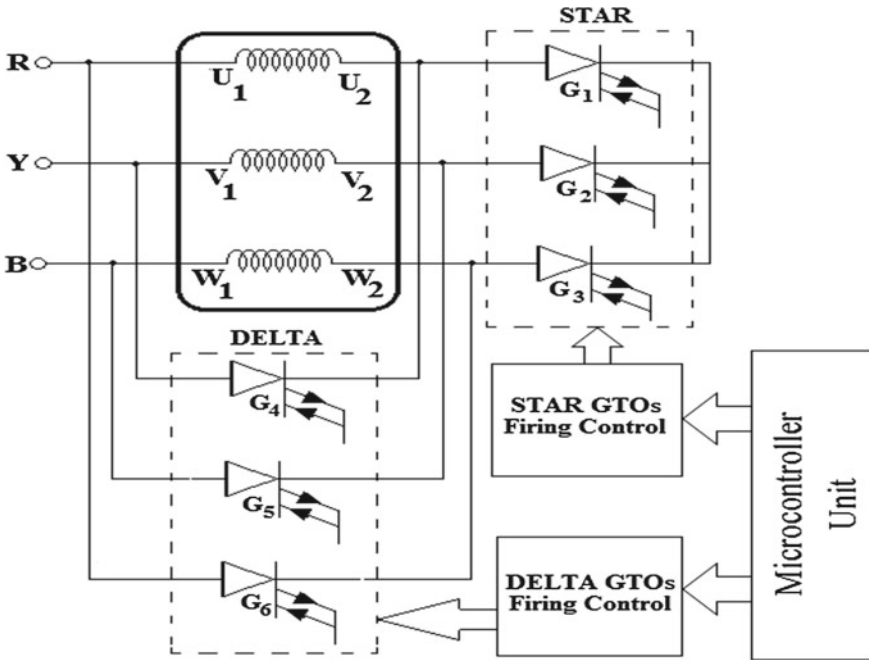 STAR
R
U1
U2
G1
Y
V1
V2
G2
B
W1
W2
G3
DELTA
G4
STAR GTOs
Firing Control
G5
DELTA GTOs
Firing Control
G6
Microcontroller
Unit